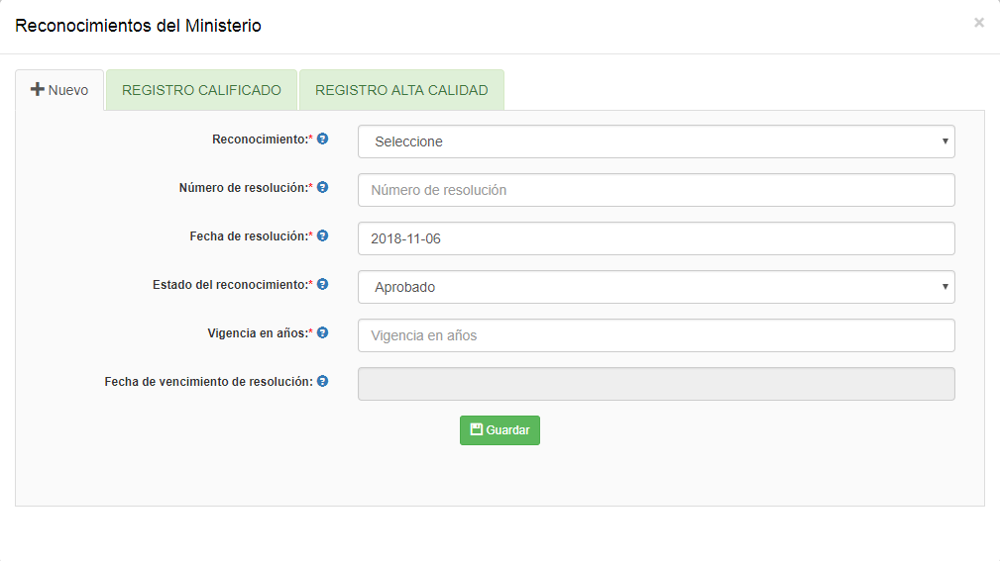 Reconocimientos del Ministerio ×
Nuevo REGISTRO CALIFICADO REGISTRO ALTA CALIDAD
Reconocimiento:* Seleccione
Número de resolución:* Número de resolución
Fecha de resolución:* 2018-11-06
Estado del reconocimiento:* Aprobado
Vigencia en años:* Vigencia en años
Fecha de vencimiento de resolución:
Guardar